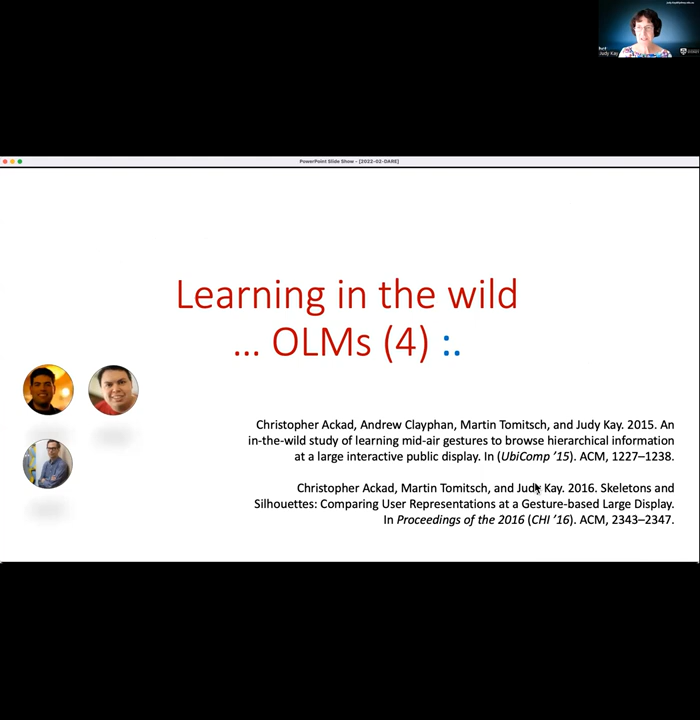 Judy Kay
PowerPoint Slide Show - [2022-02-DARE]
Learning in the wild
... OLMs (4) :.
Christopher Ackad, Andrew Clayphan, Martin Tomitsch, and Judy Kay. 2015. An
in-the-wild study of learning mid-air gestures to browse hierarchical information
at a large interactive public display. In (UbiComp ’15). ACM, 1227–1238.
Christopher Ackad, Martin Tomitsch, and Judy Kay. 2016. Skeletons and
Silhouettes: Comparing User Representations at a Gesture-based Large Display.
In Proceedings of the 2016 (CHI ’16). ACM, 2343–2347.